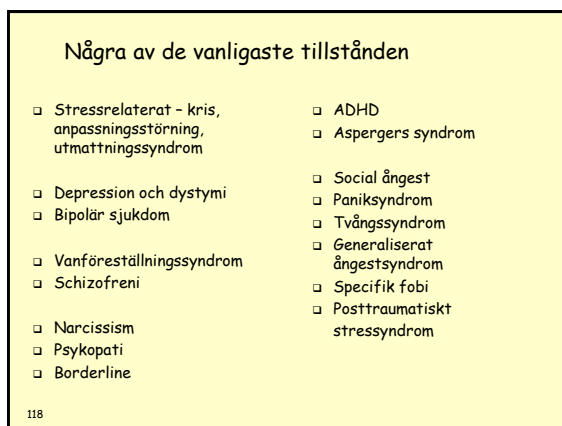 Några av de vanligaste tillstånden
❑ Stressrelaterat – kris,
anpassningsstörning,
utmattningssyndrom
❑ Depression och dystymi
❑ Bipolär sjukdom
❑ Vanföreställningssyndrom
❑ Schizofreni
❑ Narcissism
❑ Psykopati
❑ Borderline
❑ ADHD
❑ Aspergers syndrom
❑ Social ångest
❑ Paniksyndrom
❑ Tvångssyndrom
❑ Generaliserat
ångestsyndrom
❑ Specifik fobi
❑ Posttraumatiskt
stressyndrom
118